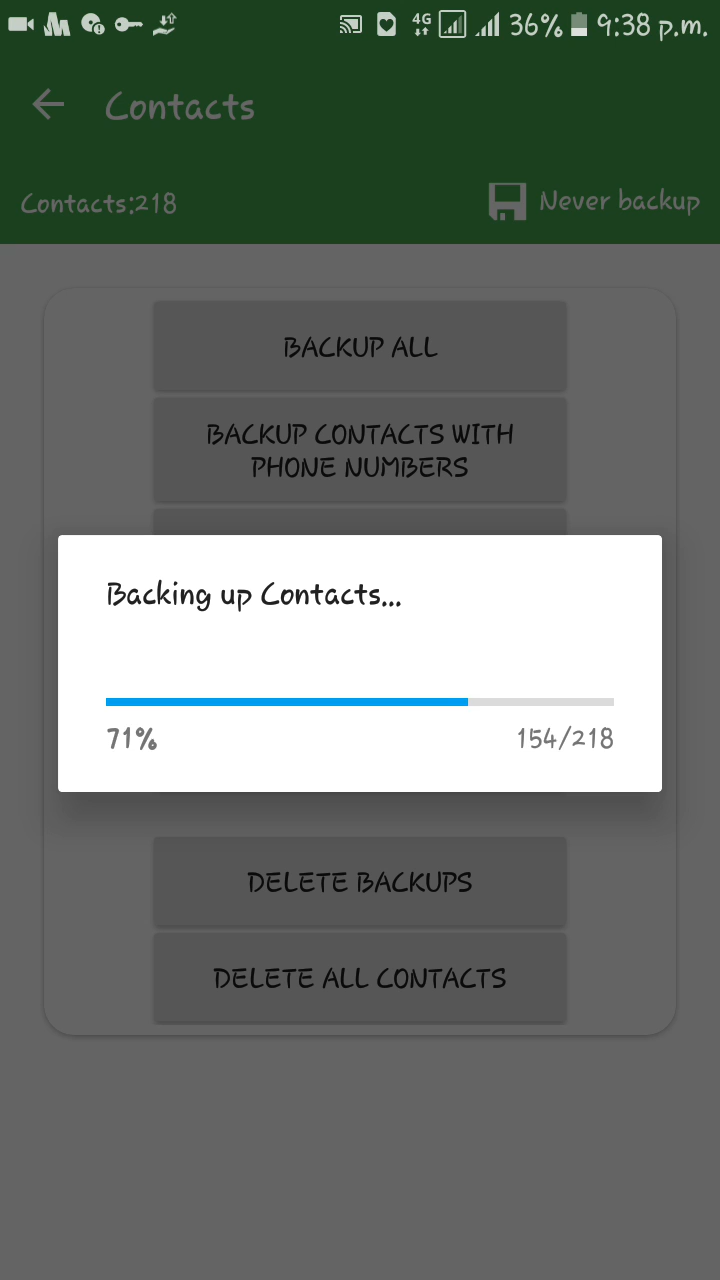 4G 36% 9:38 p.m.
Contacts
Contacts:218 Never backup
BACKUP ALL
BACKUP CONTACTS WITH
PHONE NUMBERS
Backing up Contacts...
71% 154/218
DELETE BACKUPS
DELETE ALL CONTACTS